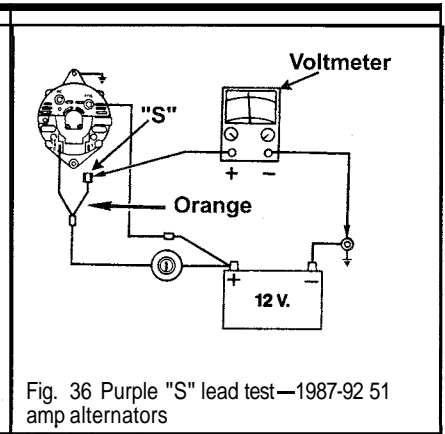 Voltmeter
"S"
+ −
Orange
+ −
12 V.
Fig. 36 Purple "S" lead test—1987-92 51
amp alternators